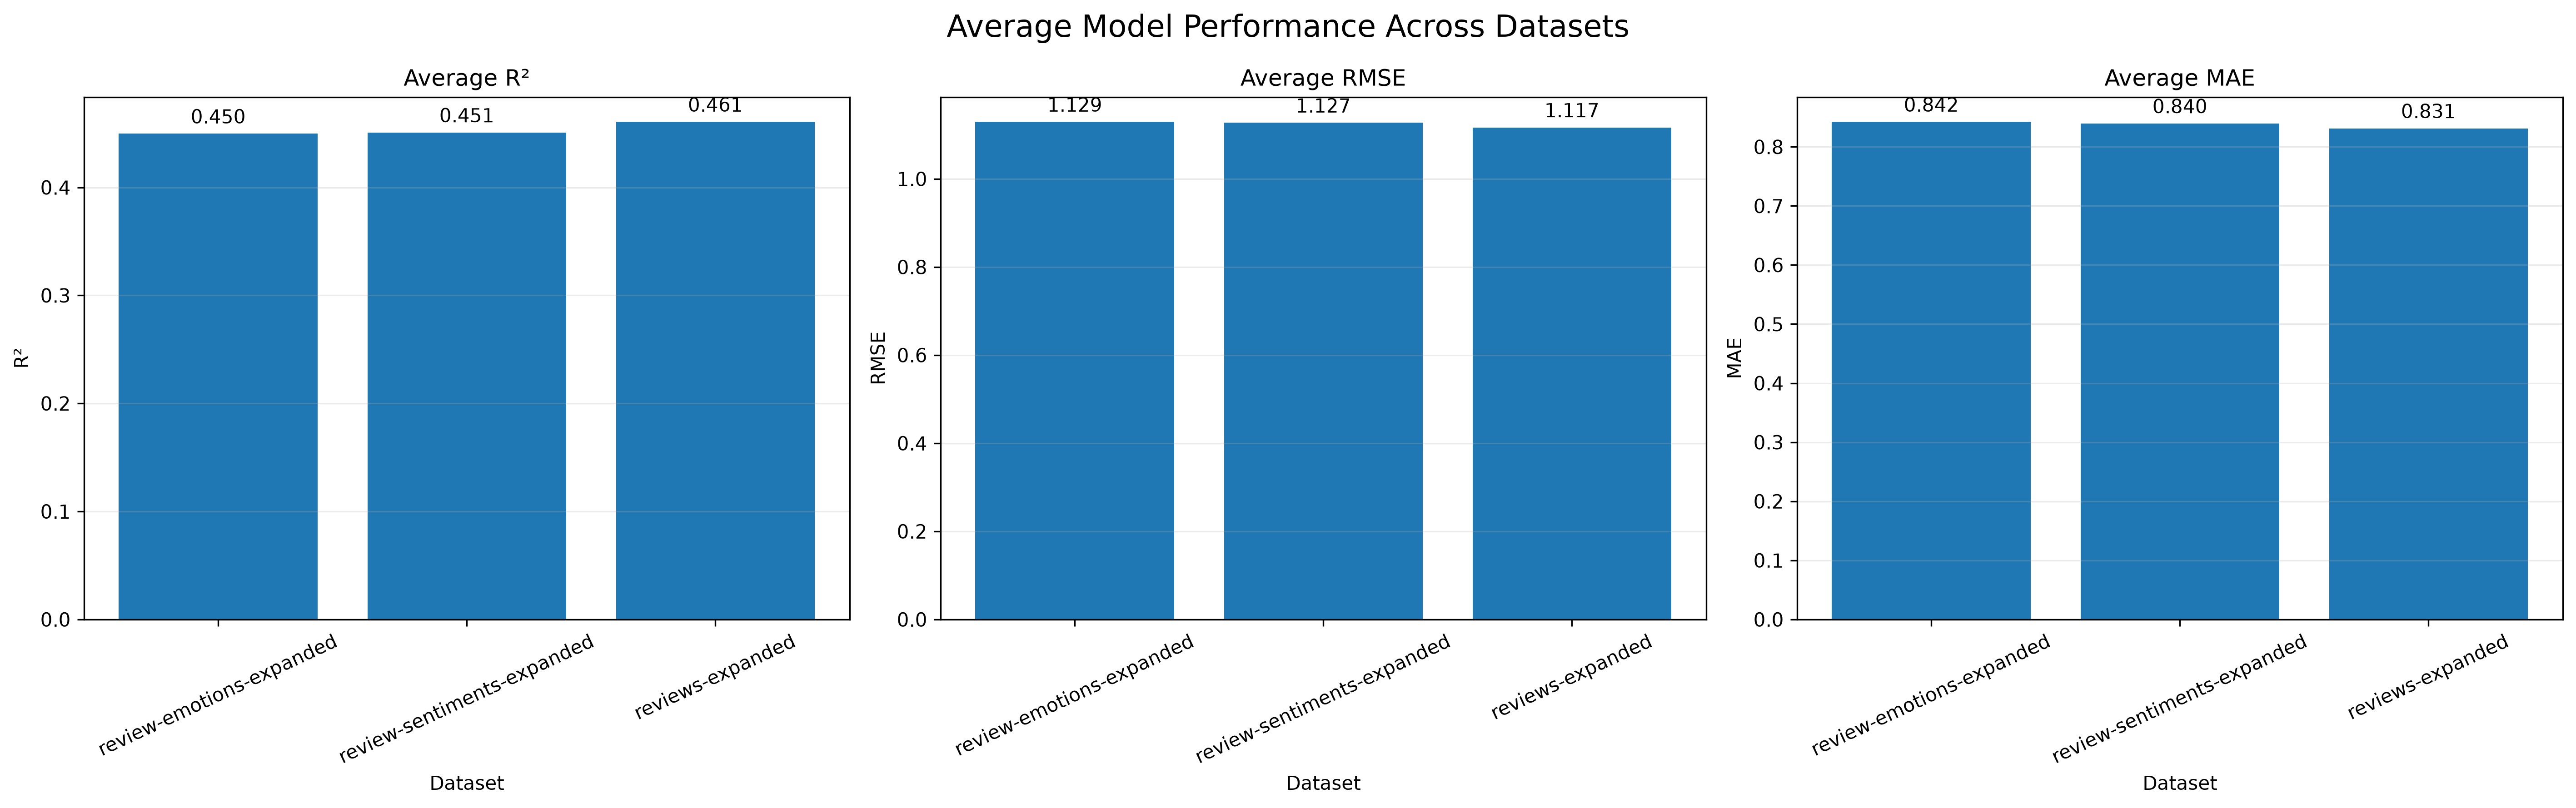 Average Model Performance Across Datasets
Average R²
0.450
0.451
0.461
0.4
0.3
0.2
0.1
0.0
R²
review-emotions-expanded
review-sentiments-expanded
reviews-expanded
Dataset
Average RMSE
1.129
1.127
1.117
1.0
0.8
0.6
0.4
0.2
0.0
RMSE
review-emotions-expanded
review-sentiments-expanded
reviews-expanded
Dataset
Average MAE
0.842
0.840
0.831
0.8
0.7
0.6
0.5
0.4
0.3
0.2
0.1
0.0
MAE
review-emotions-expanded
review-sentiments-expanded
reviews-expanded
Dataset